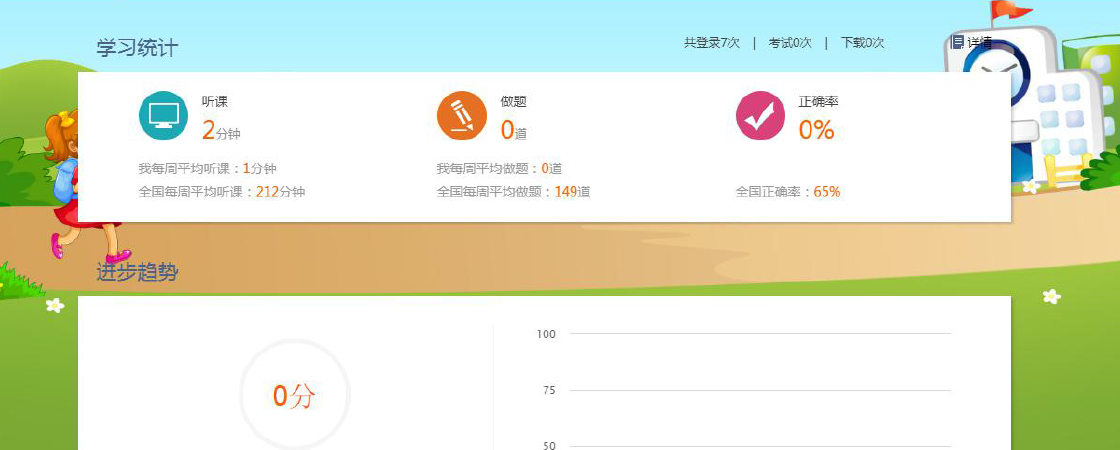 学习统计
共登录7次 | 考试0次 | 下载0次
详情
听课
2分钟
做题
0道
正确率
0%
我每周平均听课：1分钟
我每周平均做题：0道
全国每周平均听课：212分钟
全国每周平均做题：149道
全国正确率：65%
进步趋势
0分
100
75
50